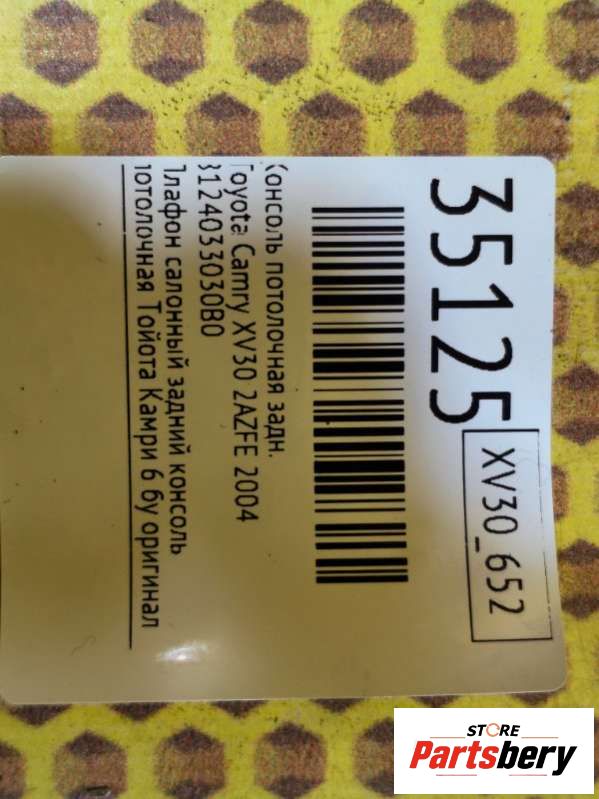 35125
XV30_652
Консоль потолочная задн.
Toyota Camry XV30 2AZFE 2004
8124033030B0
Плафон салонный задний консоль
потолочная Тойота Камри 6 бу оригинал
STORE
Partsbery